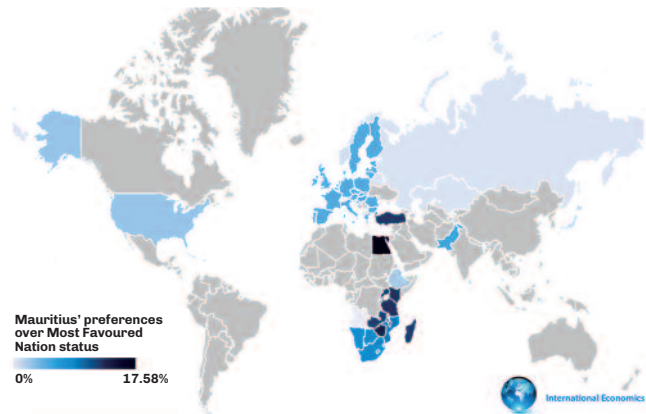 Mauritius' preferences
over Most Favoured
Nation status
0% 17.58%
International Economics